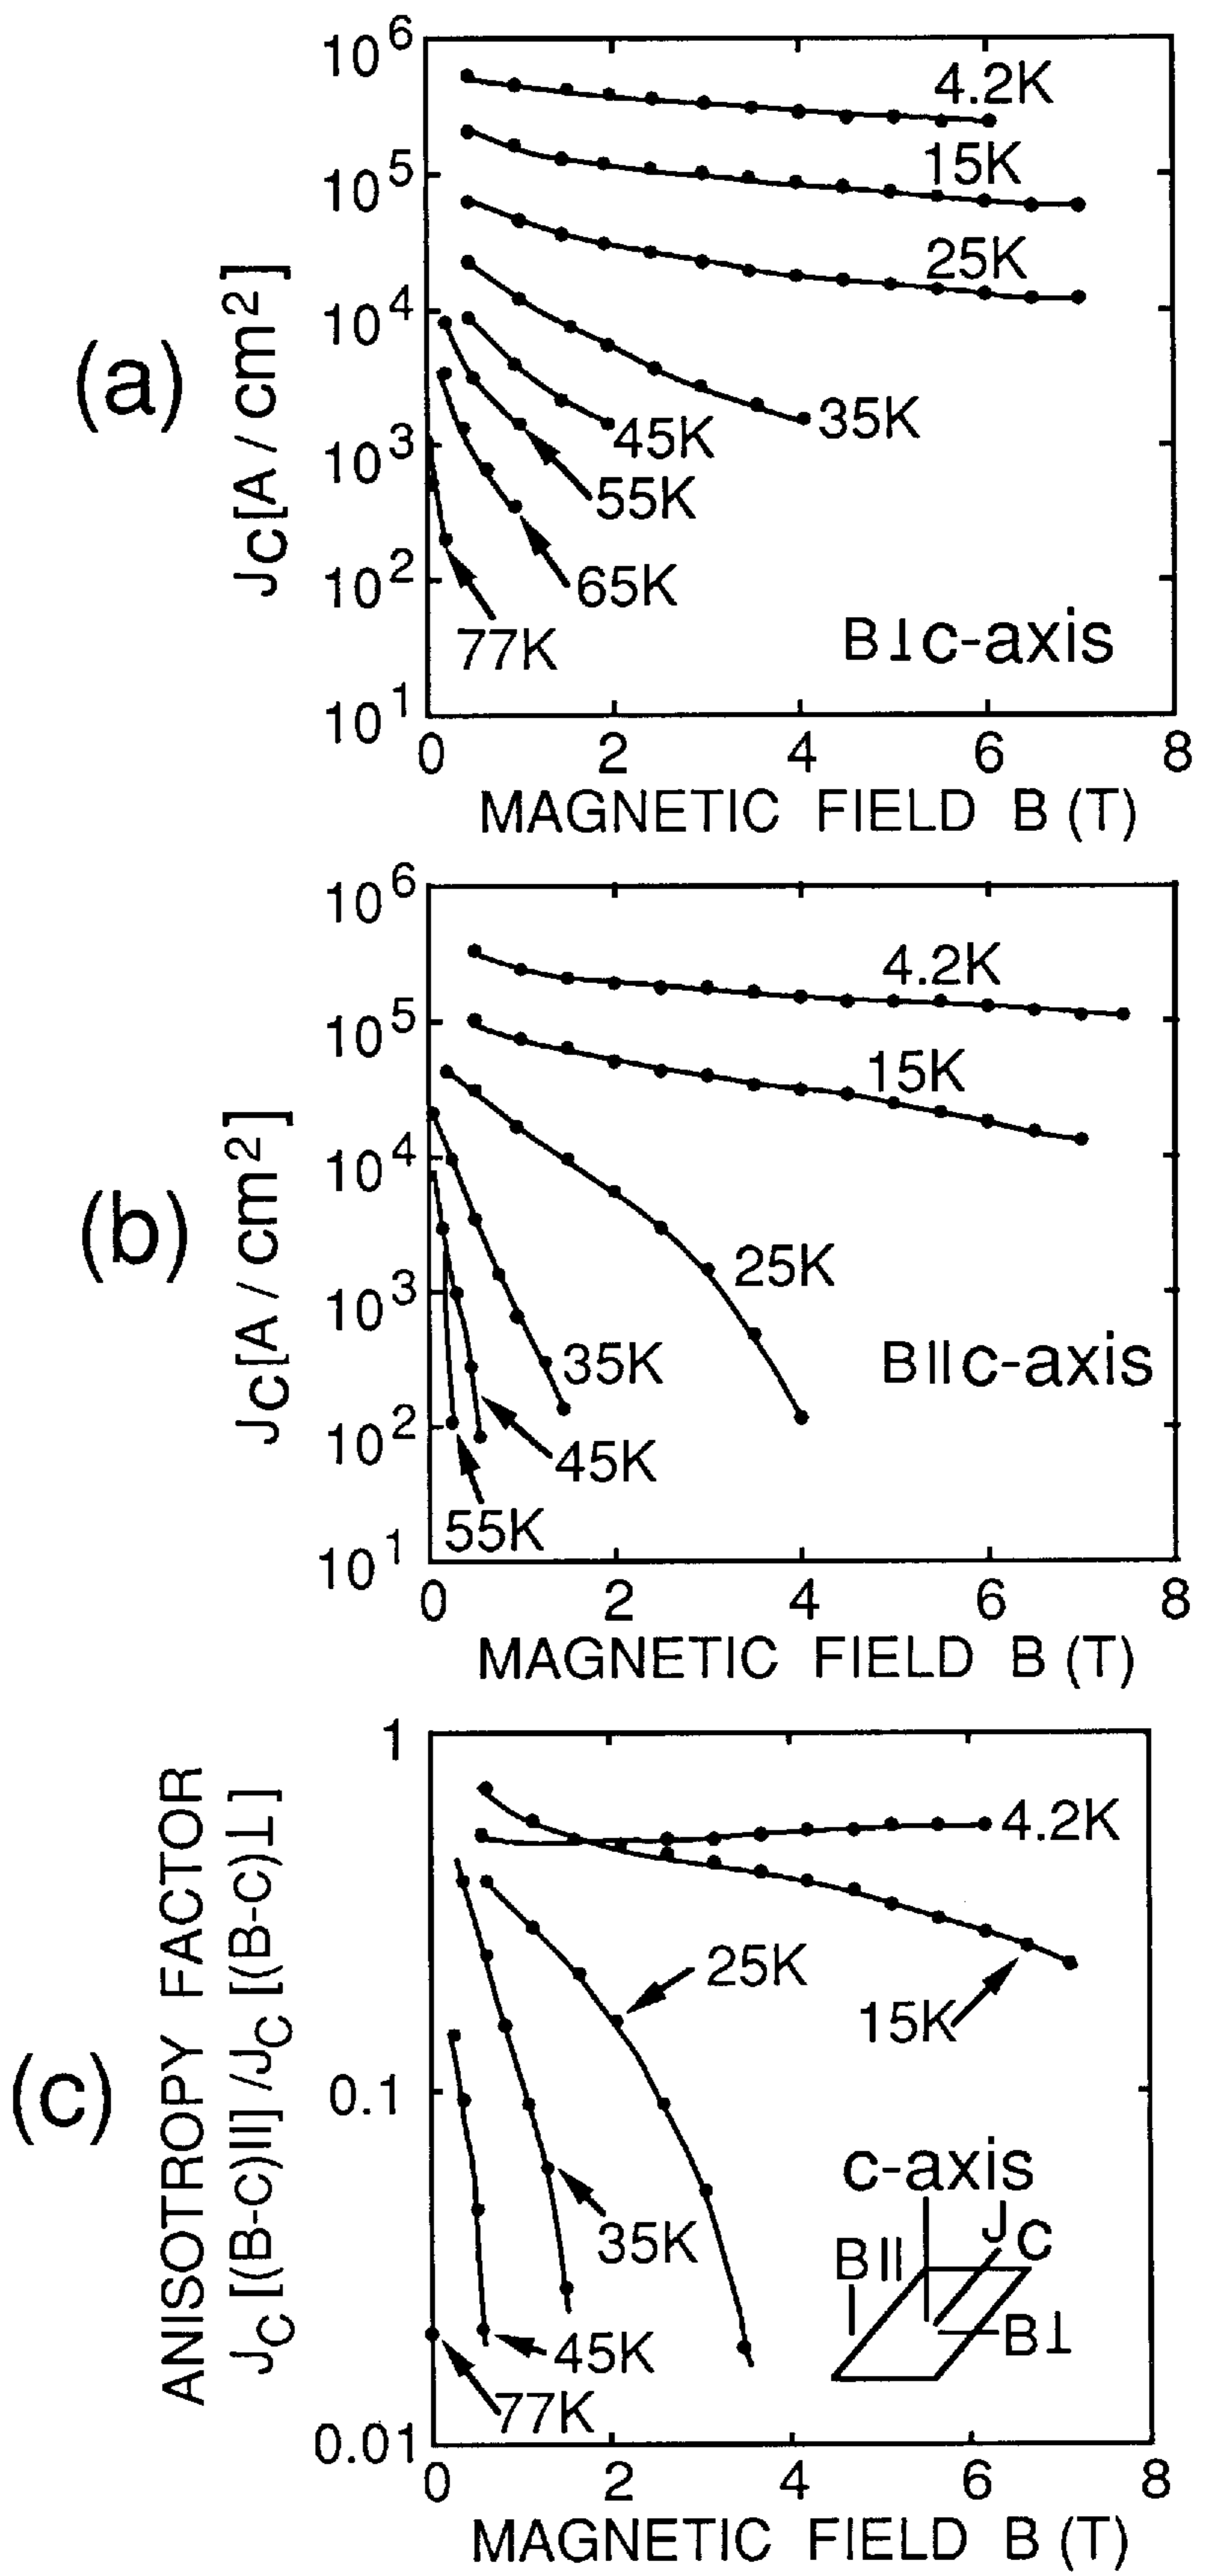 (a)
Jc[A / cm2]
10^6
10^5
10^4
10^3
10^2
10^1
4.2K
15K
25K
35K
45K
55K
65K
77K
B⊥c-axis
0 2 4 6 8
MAGNETIC FIELD B (T)
(b)
Jc[A / cm2]
10^6
10^5
10^4
10^3
10^2
10^1
4.2K
15K
25K
35K
45K
55K
B||c-axis
0 2 4 6 8
MAGNETIC FIELD B (T)
(c)
ANISOTROPY FACTOR
JC [(B-C)||] /JC [(B-C)⊥]
1
0.1
0.01
4.2K
25K
15K
35K
45K
77K
c-axis
JC
B||
B⊥
0 2 4 6 8
MAGNETIC FIELD B (T)